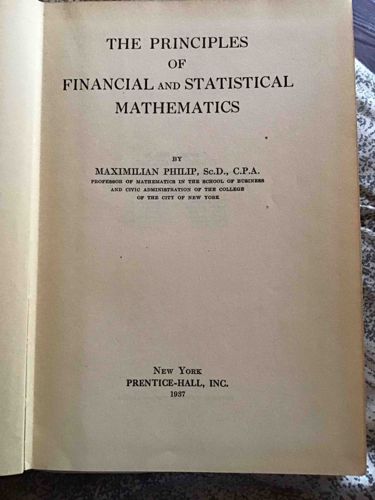 THE PRINCIPLES
OF
FINANCIAL AND STATISTICAL
MATHEMATICS
BY
MAXIMILIAN PHILIP, Sc.D., C.P.A.
PROFESSOR OF MATHEMATICS IN THE SCHOOL OF BUSINESS
AND CIVIC ADMINISTRATION OF THE COLLEGE
OF THE CITY OF NEW YORK
NEW YORK
PRENTICE-HALL, INC.
1937